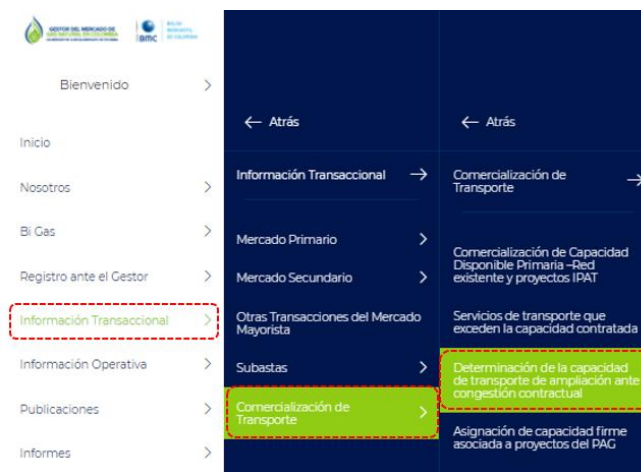 GESTOR DEL MERCADO DE
GAS NATURAL EN COLOMBIA
bmc
BOLSA
MERCANTIL
DE COLOMBIA
Bienvenido
Inicio
Nosotros
Bi Gas
Registro ante el Gestor
Información Transaccional
Información Operativa
Publicaciones
Informes
← Atrás
Información Transaccional →
Mercado Primario
Mercado Secundario
Otras Transacciones del Mercado
Mayorista
Subastas
Comercialización de
Transporte
← Atrás
Comercialización de
Transporte →
Comercialización de Capacidad
Disponible Primaria –Red
existente y proyectos IPAT
Servicios de transporte que
exceden la capacidad contratada
Determinación de la capacidad
de transporte de ampliación ante
congestión contractual
Asignación de capacidad firme
asociada a proyectos del PAG